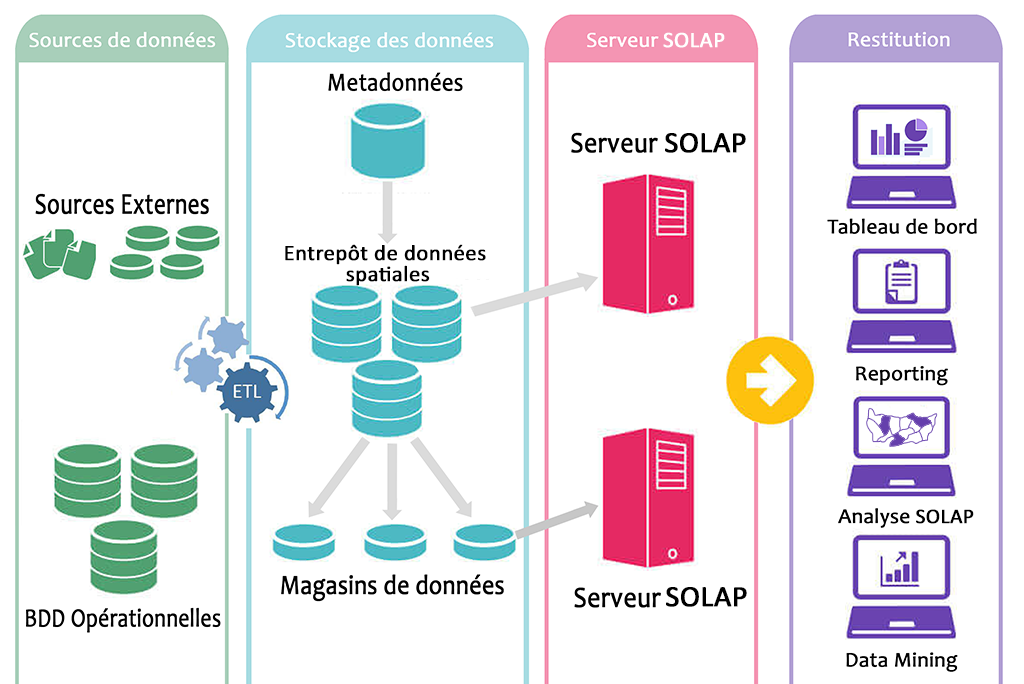 Sources de données
Stockage des données
Serveur SOLAP
Restitution
Sources Externes
BDD Opérationnelles
ETL
Metadonnées
Entrepôt de données
spatiales
Magasins de données
Serveur SOLAP
Serveur SOLAP
Tableau de bord
Reporting
Analyse SOLAP
Data Mining